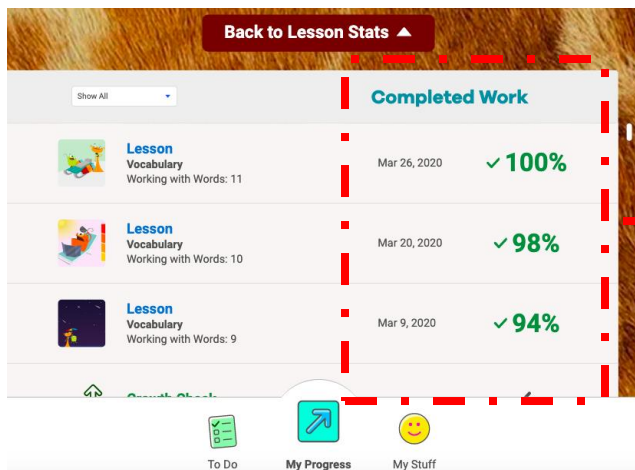 Back to Lesson Stats
Show All
Completed Work
Lesson
Vocabulary
Working with Words: 11
Mar 26, 2020
100%
Lesson
Vocabulary
Working with Words: 10
Mar 20, 2020
98%
Lesson
Vocabulary
Working with Words: 9
Mar 9, 2020
94%
Growth Check
To Do
My Progress
My Stuff